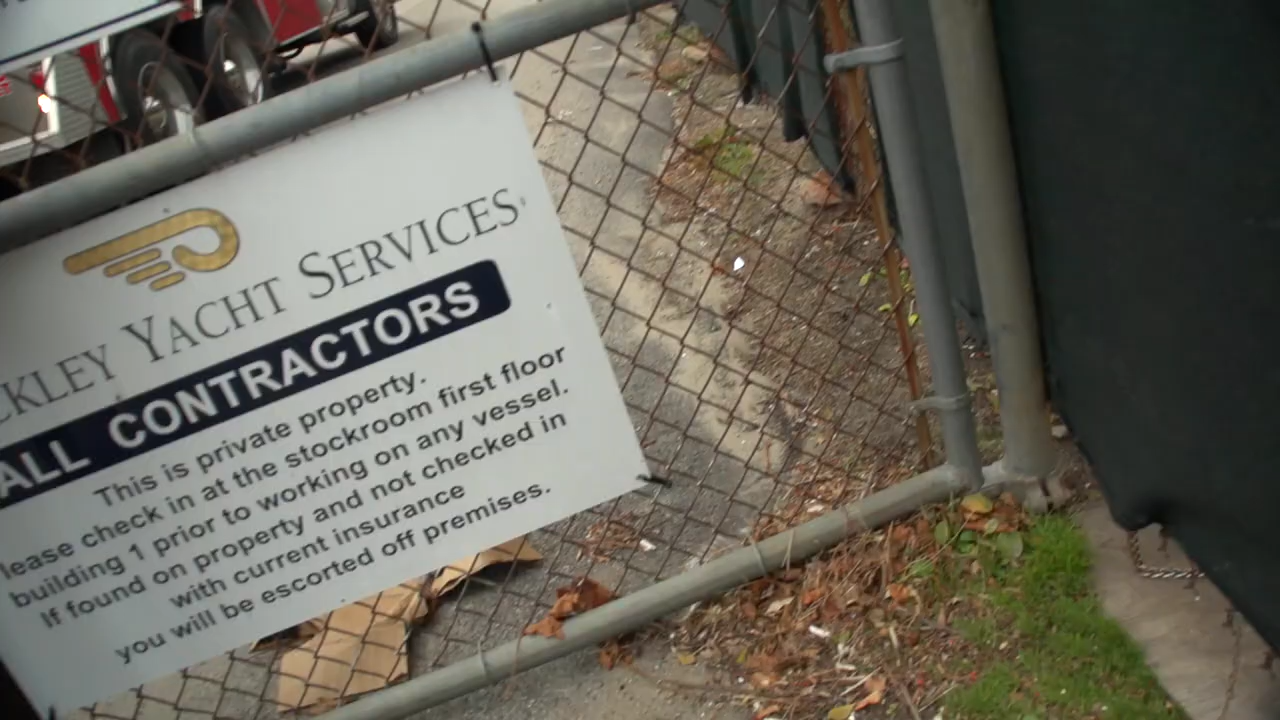 CKLEY YACHT SERVICES
ALL CONTRACTORS
This is private property.
lease check in at the stockroom first floor
building 1 prior to working on any vessel.
If found on property and not checked in
with current insurance
you will be escorted off premises.